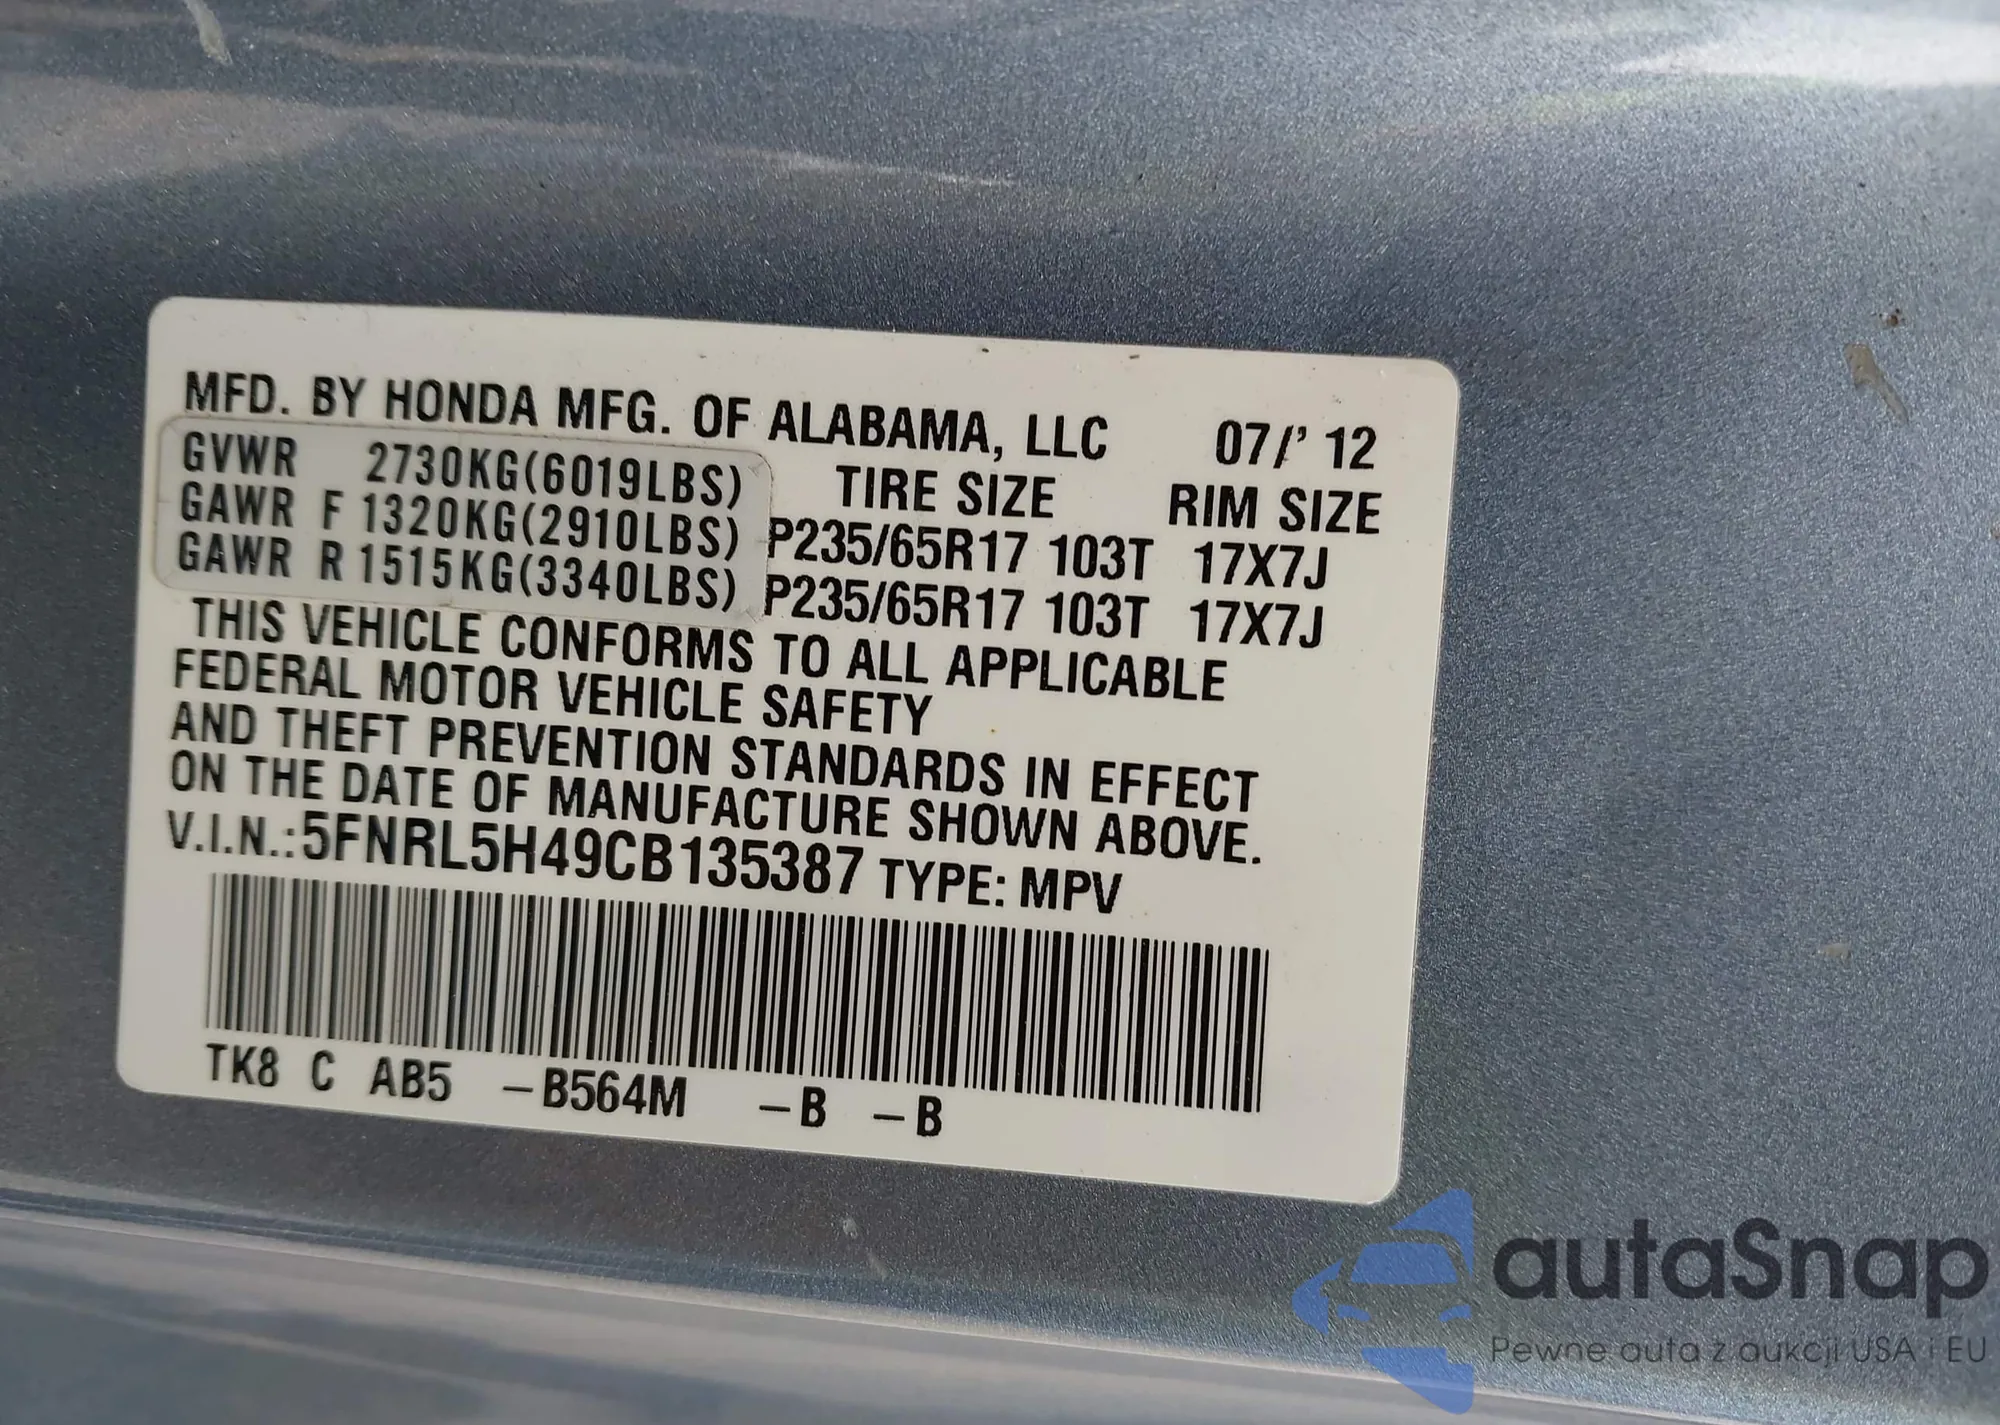 MFD. BY HONDA MFG. OF ALABAMA, LLC 07/' 12
GVWR 2730KG(6019LBS) TIRE SIZE RIM SIZE
GAWR F 1320KG(2910LBS) P235/65R17 103T 17X7J
GAWR R 1515KG(3340LBS) P235/65R17 103T 17X7J
THIS VEHICLE CONFORMS TO ALL APPLICABLE
FEDERAL MOTOR VEHICLE SAFETY
AND THEFT PREVENTION STANDARDS IN EFFECT
ON THE DATE OF MANUFACTURE SHOWN ABOVE.
V.I.N.:5FNRL5H49CB135387 TYPE: MPV
TK8 C AB5 –B564M –B –B
autaSnap
Pewne auta z aukcji USA i EU